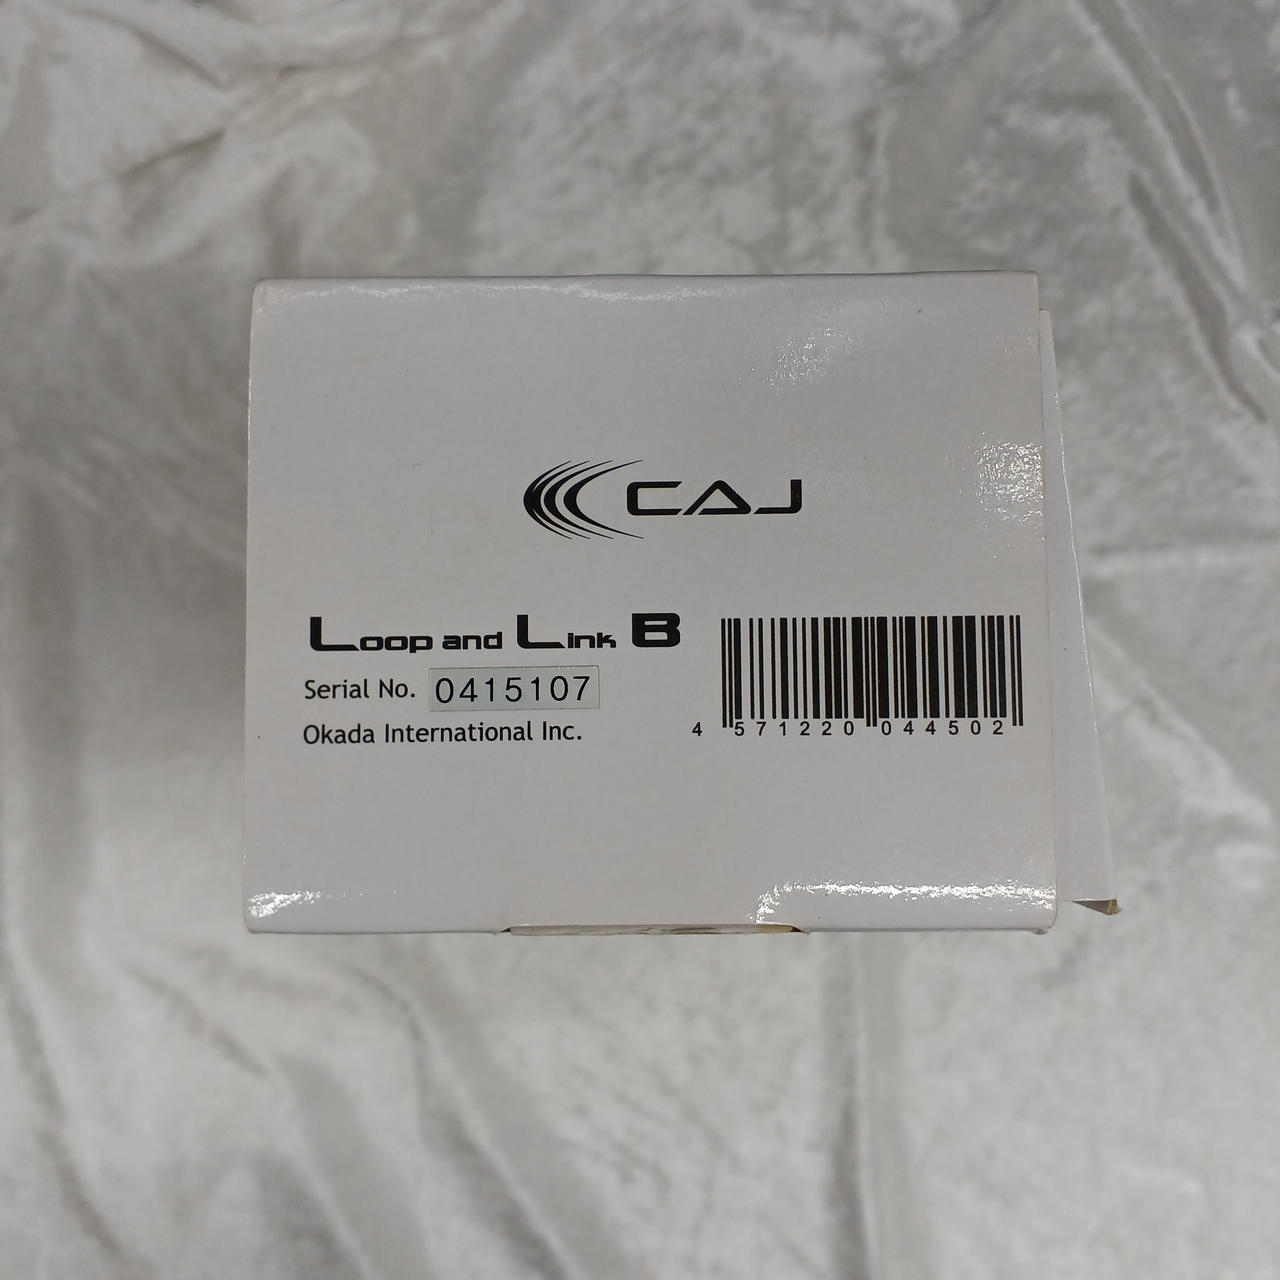 CAJ
Loop and Link B
Serial No. 0415107
Okada International Inc.
4 571220 044502